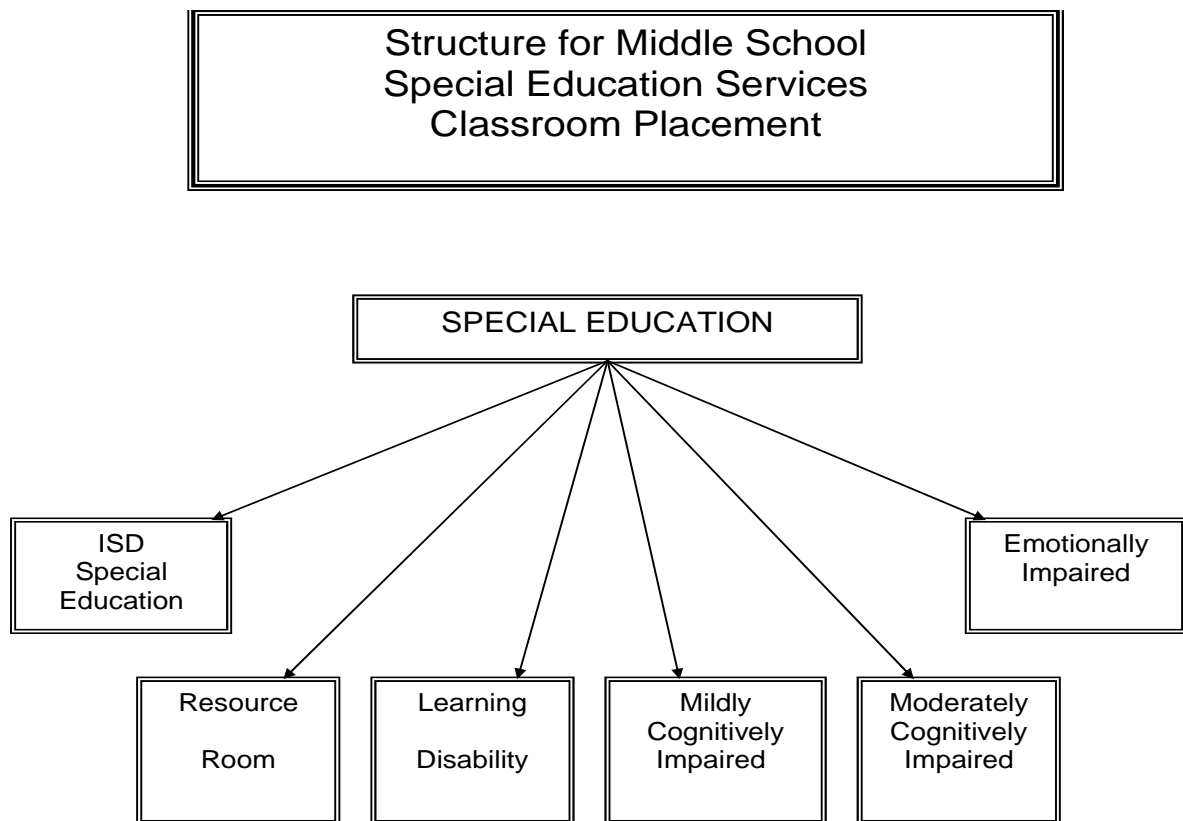 Structure for Middle School
Special Education Services
Classroom Placement
SPECIAL EDUCATION
ISD
Special
Education
Emotionally
Impaired
Resource
Room
Learning
Disability
Mildly
Cognitively
Impaired
Moderately
Cognitively
Impaired